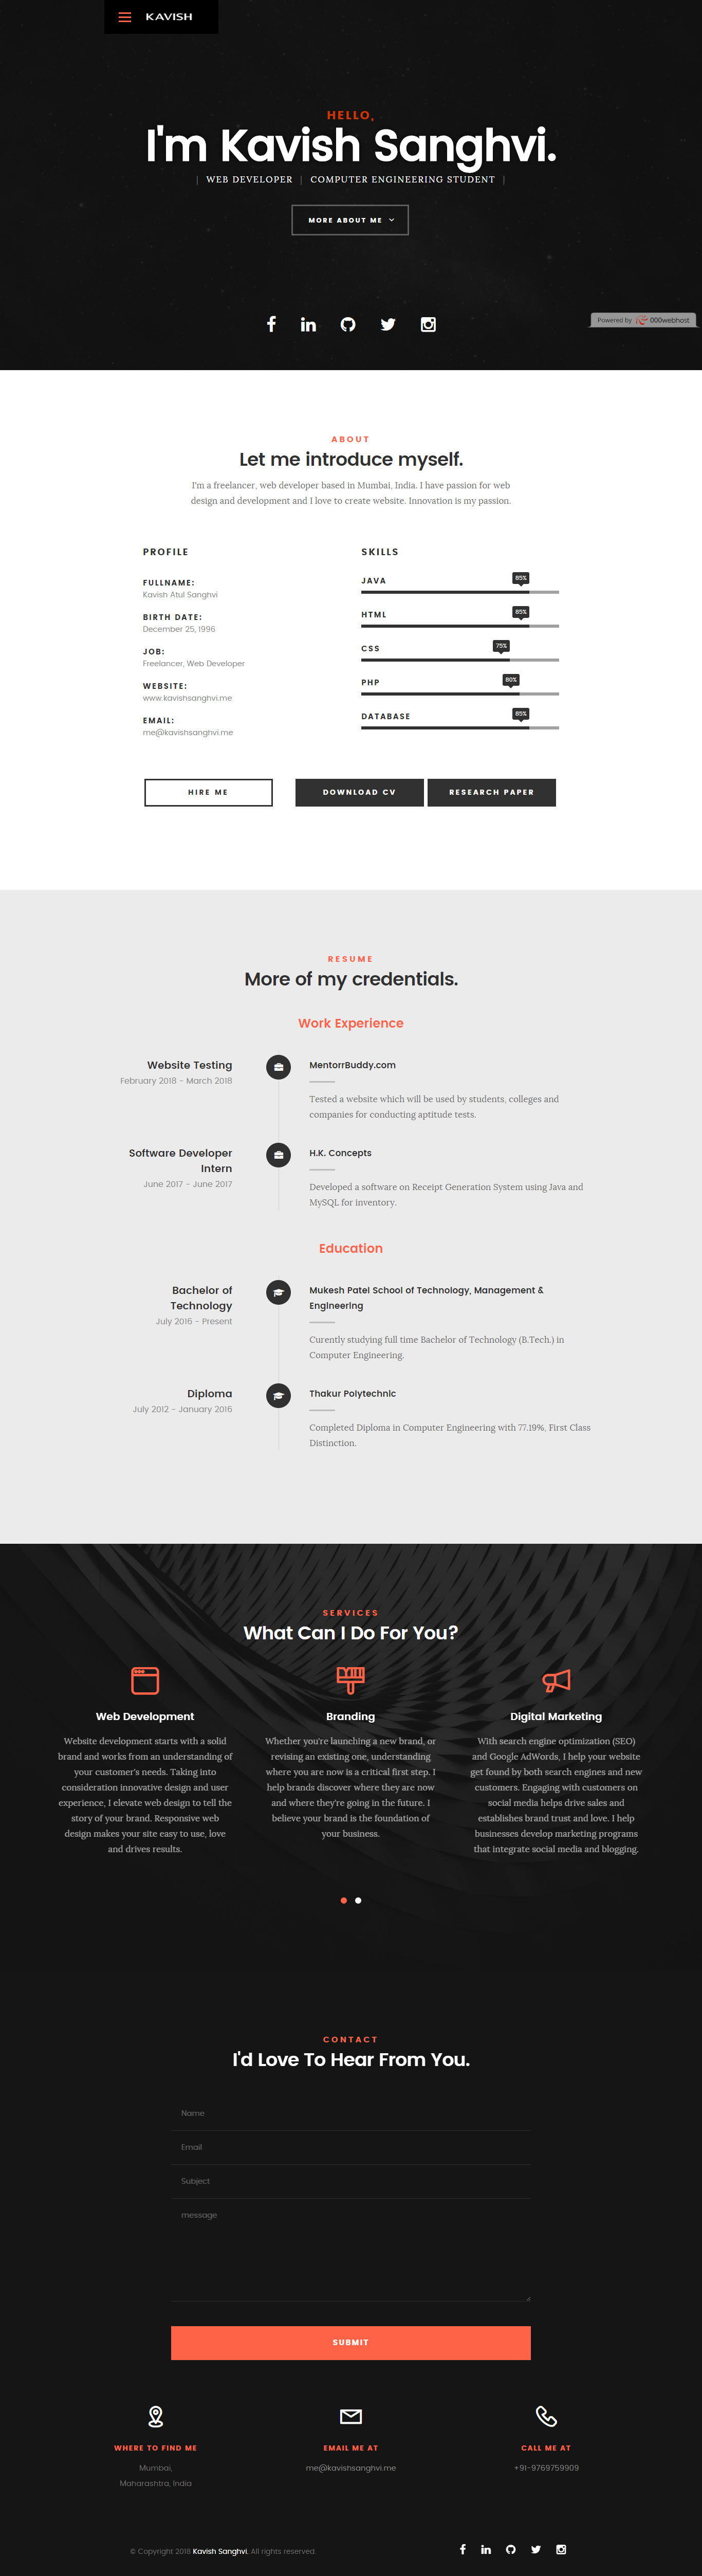 KAVISH
HELLO,
I'm Kavish Sanghvi.
| WEB DEVELOPER | COMPUTER ENGINEERING STUDENT |
MORE ABOUT ME
Powered by 000webhost
ABOUT
Let me introduce myself.
I'm a freelancer, web developer based in Mumbai, India. I have passion for web
design and development and I love to create website. Innovation is my passion.
PROFILE
FULLNAME:
Kavish Atul Sanghvi
BIRTH DATE:
December 25, 1996
JOB:
Freelancer, Web Developer
WEBSITE:
www.kavishsanghvi.me
EMAIL:
me@kavishsanghvi.me
SKILLS
JAVA 85%
HTML 85%
CSS 75%
PHP 80%
DATABASE 85%
HIRE ME
DOWNLOAD CV
RESEARCH PAPER
RESUME
More of my credentials.
Work Experience
Website Testing
February 2018 - March 2018
MentorrBuddy.com
Tested a website which will be used by students, colleges and
companies for conducting aptitude tests.
Software Developer
Intern
June 2017 - June 2017
H.K. Concepts
Developed a software on Receipt Generation System using Java and
MySQL for inventory.
Education
Bachelor of
Technology
July 2016 - Present
Mukesh Patel School of Technology, Management &
Engineering
Curently studying full time Bachelor of Technology (B.Tech.) in
Computer Engineering.
Diploma
July 2012 - January 2016
Thakur Polytechnic
Completed Diploma in Computer Engineering with 77.19%, First Class
Distinction.
SERVICES
What Can I Do For You?
Web Development
Website development starts with a solid
brand and works from an understanding of
your customer's needs. Taking into
consideration innovative design and user
experience, I elevate web design to tell the
story of your brand. Responsive web
design makes your site easy to use, love
and drives results.
Branding
Whether you're launching a new brand, or
revising an existing one, understanding
where you are now is a critical first step. I
help brands discover where they are now
and where they're going in the future. I
believe your brand is the foundation of
your business.
Digital Marketing
With search engine optimization (SEO)
and Google AdWords, I help your website
get found by both search engines and new
customers. Engaging with customers on
social media helps drive sales and
establishes brand trust and love. I help
businesses develop marketing programs
that integrate social media and blogging.
CONTACT
I'd Love To Hear From You.
Name
Email
Subject
message
SUBMIT
WHERE TO FIND ME
Mumbai,
Maharashtra, India
EMAIL ME AT
me@kavishsanghvi.me
CALL ME AT
+91-9769759909
© Copyright 2018 Kavish Sanghvi. All rights reserved.